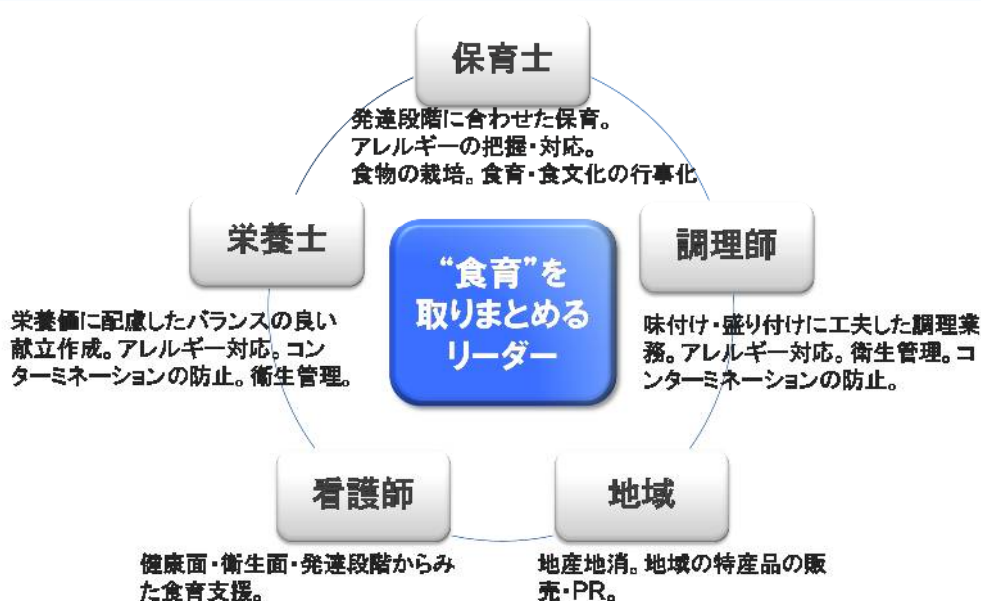 保育士
発達段階に合わせた保育。
アレルギーの把握・対応。
食物の栽培。食育・食文化の行事化
栄養士
栄養価に配慮したバランスの良い
献立作成。アレルギー対応。コン
ターミネーションの防止。衛生管理。
“食育”を
取りまとめる
リーダー
調理師
味付け・盛り付けに工夫した調理業
務。アレルギー対応。衛生管理。コ
ンターミネーションの防止。
看護師
健康面・衛生面・発達段階からみ
た食育支援。
地域
地産地消。地域の特産品の販
売・PR。